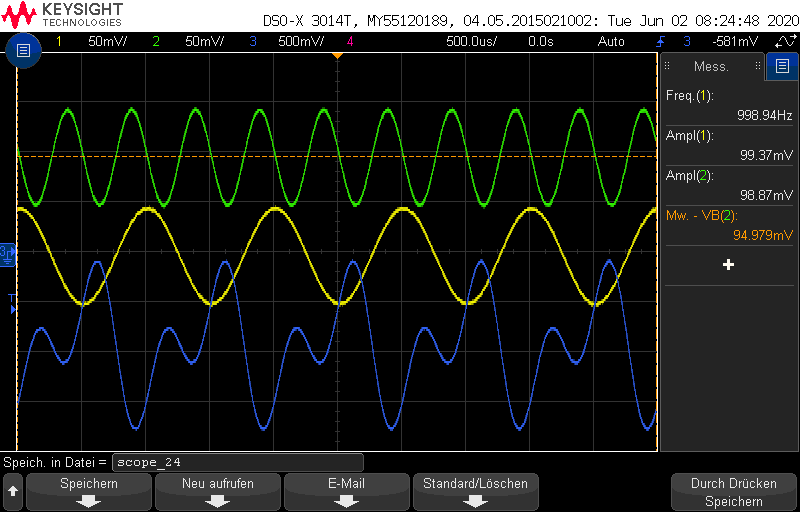 KEYSIGHT
TECHNOLOGIES
DSO-X 3014T, MY55120189, 04.05.2015021002: Tue Jun 02 08:24:48 2020
1 50mV/ 2 50mV/ 3 500mV/ 4 500.0us/ 0.0s Auto 3 -581mV
Mess.
Freq.(1):
998.94Hz
Ampl(1):
99.37mV
Ampl(2):
98.87mV
Mw. - VB(2):
94.979mV
3
T
Speich. in Datei = scope_24
Speichern Neu aufrufen E-Mail Standard/Löschen Durch Drücken
Speichern